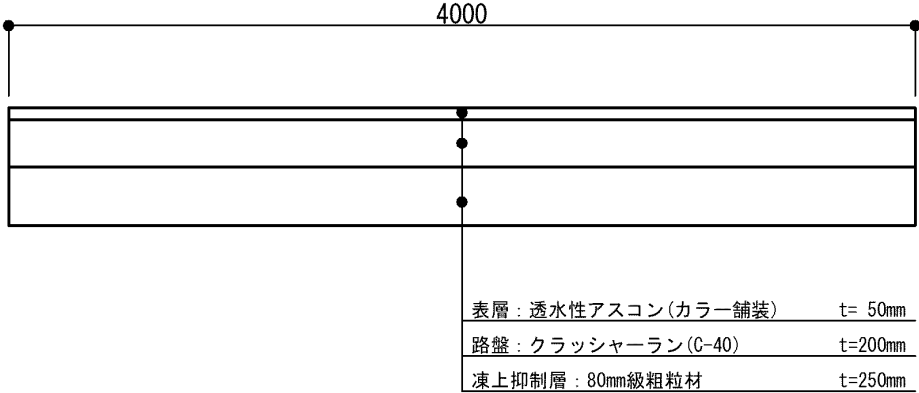 4000
表層：透水性アスコン(カラー舗装) t= 50mm
路盤：クラッシャーラン(C-40) t=200mm
凍上抑制層：80mm級粗粒材 t=250mm